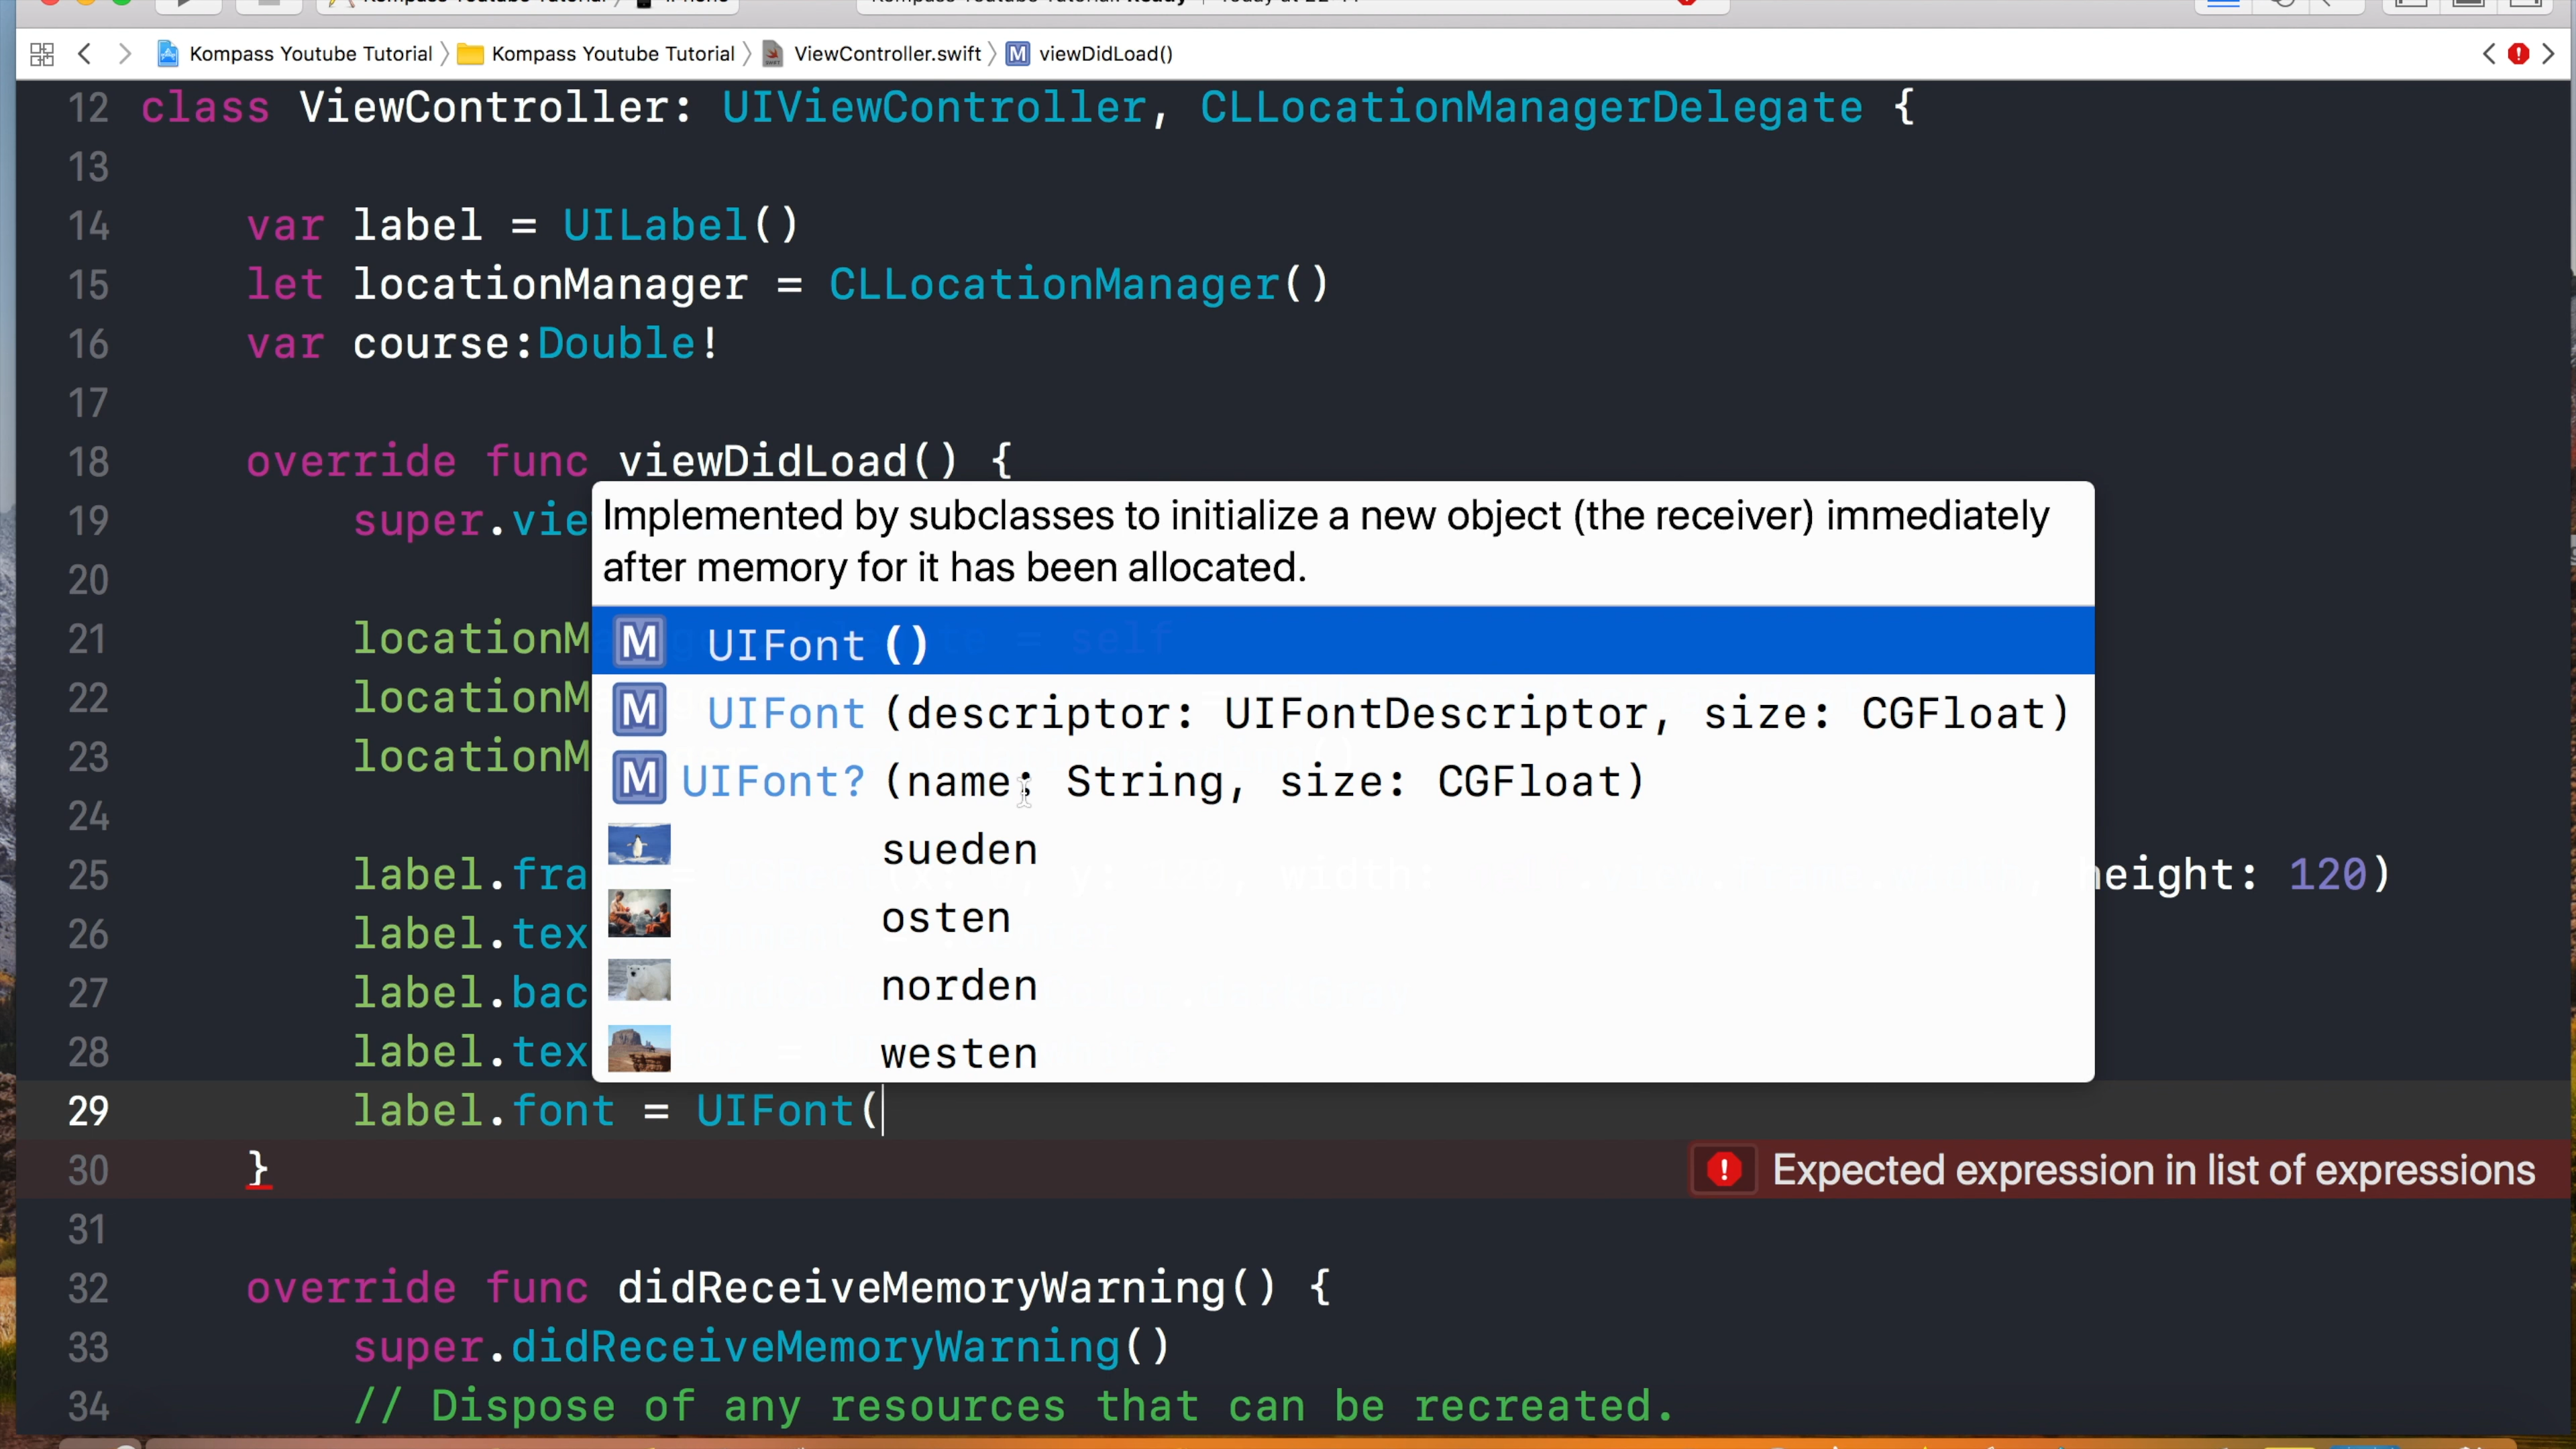 Kompass Youtube Tutorial Kompass Youtube Tutorial ViewController.swift M viewDidLoad()
12 class ViewController: UIViewController, CLLocationManagerDelegate {
13
14 var label = UILabel()
15 let locationManager = CLLocationManager()
16 var course:Double!
17
18 override func viewDidLoad() {
19 super.vie
Implemented by subclasses to initialize a new object (the receiver) immediately
after memory for it has been allocated.
20
M UIFont ()
21 locationM = self
M UIFont (descriptor: UIFontDescriptor, size: CGFloat)
22 locationM
M UIFont? (name: String, size: CGFloat)
23 locationM
24
sueden
25 label.fra width: height: 120)
osten
26 label.tex
norden
27 label.bac
westen
28 label.tex
29 label.font = UIFont(
30 } Expected expression in list of expressions
31
32 override func didReceiveMemoryWarning() {
33 super.didReceiveMemoryWarning()
34 // Dispose of any resources that can be recreated.